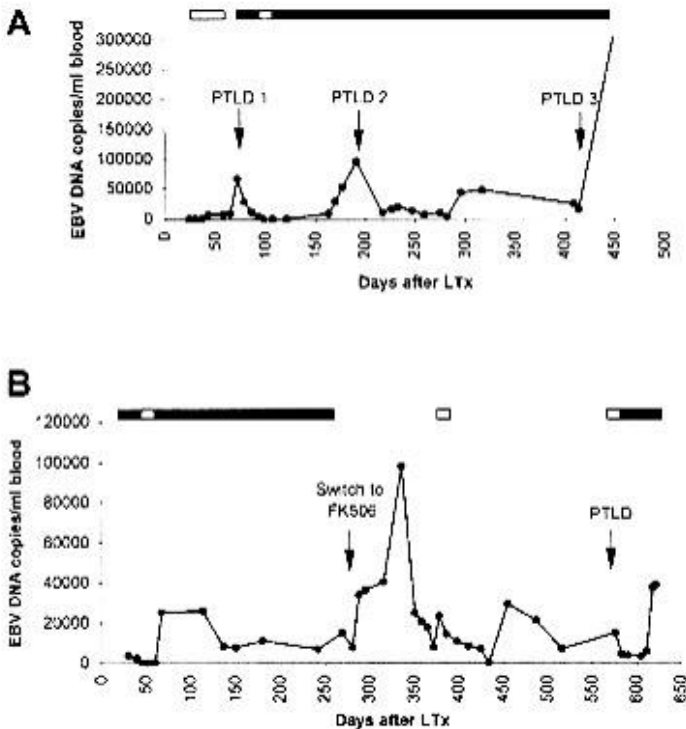 A
EBV DNA copies/ml blood
300000
250000
200000
150000
100000
50000
0
PTLD 1
PTLD 2
PTLD 3
0 50 100 150 200 250 300 350 400 450 500
Days after LTx
B
EBV DNA copies/ml blood
120000
100000
80000
60000
40000
20000
0
Switch to
FK506
PTLD
0 50 100 150 200 250 300 350 400 450 500 550 600 650
Days after LTx